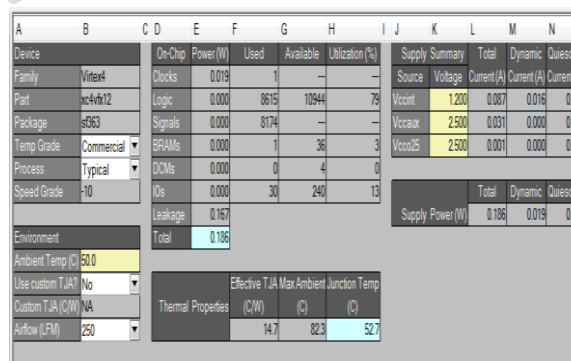 A B C D E F G H I J K L M N
Device On-Chip Power (W) Used Available Utilization (%) Supply Summary Total Dynamic
Family Virtex4 Clocks 0.019 1 --- --- Source Voltage Current (A) Current (A) Current
Part xc4vfx12 Logic 0.000 8615 10944 79 Vccint 1.200 0.087 0.016
Package sf363 Signals 0.000 8174 --- --- Vccaux 2.500 0.031 0.000
Temp Grade Commercial BRAMs 0.000 1 36 3 Vcco25 2.500 0.001 0.000
Process Typical DCMs 0.000 0 4 0
Speed Grade -10 IOs 0.000 30 240 13 Total Dynamic
Leakage 0.167 Supply Power (W) 0.186 0.019
Environment Total 0.186
Ambient Temp (C) 50.0
Use custom TJA? No Effective TJA Max Ambient Junction Temp
Custom TJA (C/W) NA Thermal Properties (C/W) (C) (C)
Airflow (LFM) 250 14.7 82.3 52.7